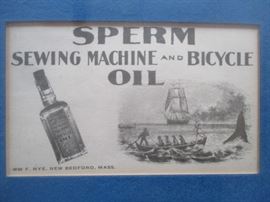 SPERM
SEWING MACHINE AND BICYCLE
OIL
WM F. NYE, NEW BEDFORD, MASS.